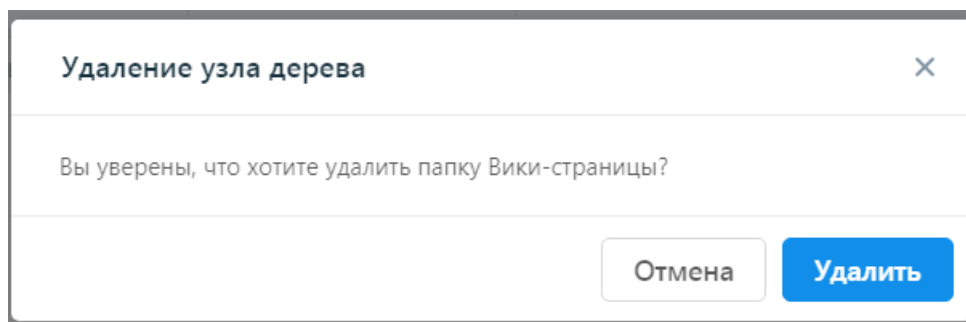 Удаление узла дерева
Вы уверены, что хотите удалить папку Вики-страницы?
Отмена
Удалить